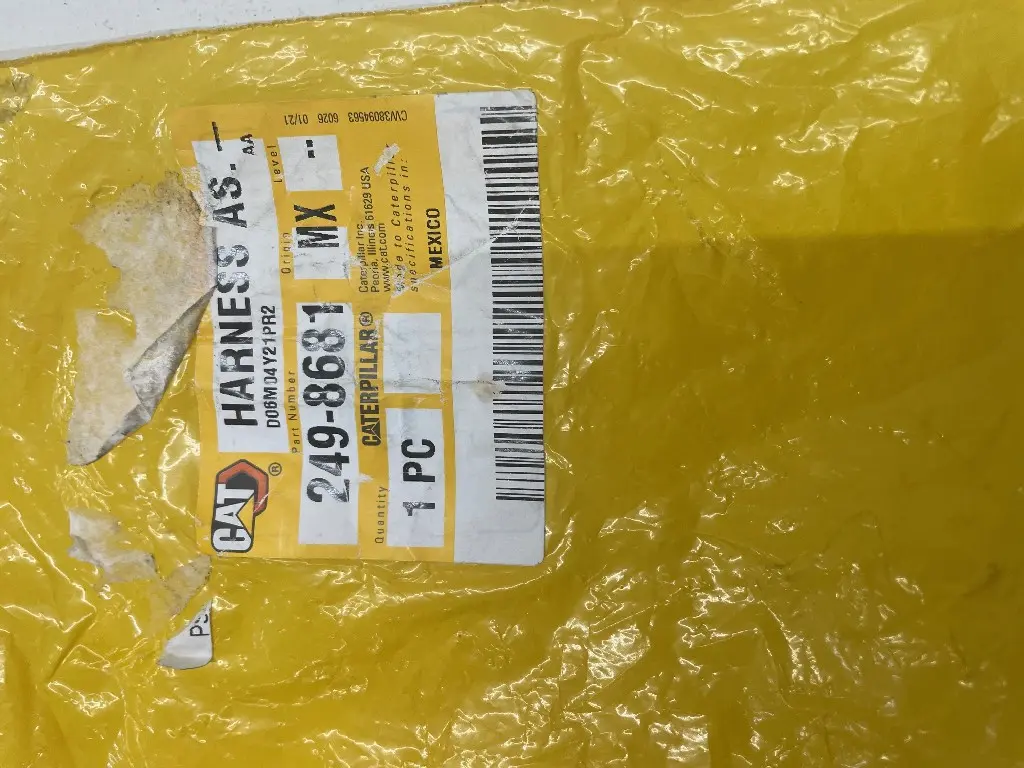 CAT®
HARNESS AS. -
D06M04Y21PR2
AA
Part Number
Origin
Level
249-8681
MX
--
CATERPILLAR®
Caterpillar Inc.
Peoria, Illinois 61629 USA
www.cat.com
Made to Caterpillar
specifications in:
Quantity
1 PC
MEXICO
CW38094563 6026 01/21